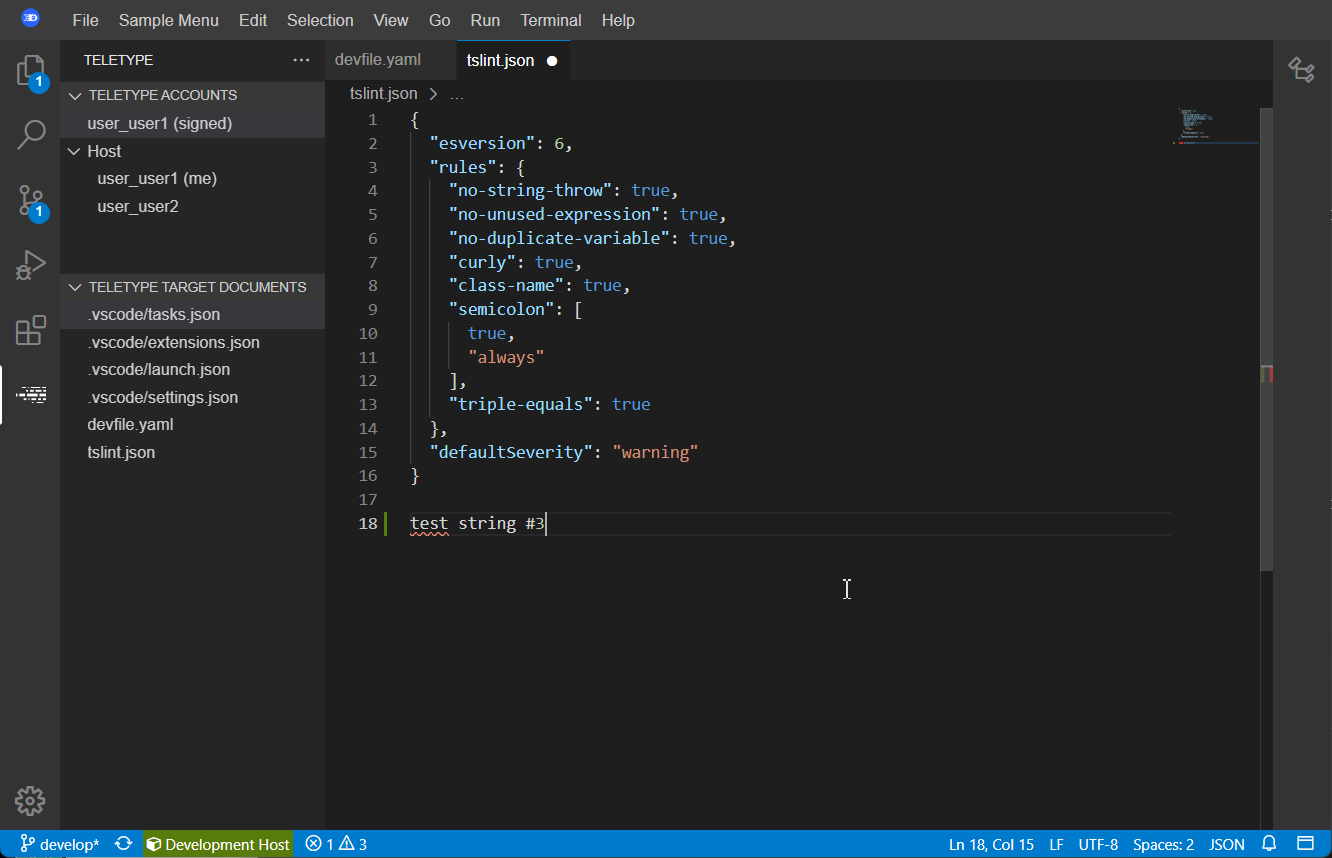 File Sample Menu Edit Selection View Go Run Terminal Help
TELETYPE ...
TELETYPE ACCOUNTS
user_user1 (signed)
Host
user_user1 (me)
user_user2
TELETYPE TARGET DOCUMENTS
.vscode/tasks.json
.vscode/extensions.json
.vscode/launch.json
.vscode/settings.json
devfile.yaml
tslint.json
1
1
devfile.yaml tslint.json
tslint.json > ...
1 {
2 "esversion": 6,
3 "rules": {
4 "no-string-throw": true,
5 "no-unused-expression": true,
6 "no-duplicate-variable": true,
7 "curly": true,
8 "class-name": true,
9 "semicolon": [
10 true,
11 "always"
12 ],
13 "triple-equals": true
14 },
15 "defaultSeverity": "warning"
16 }
17
18 test string #3
develop* Development Host 1 3 Ln 18, Col 15 LF UTF-8 Spaces: 2 JSON